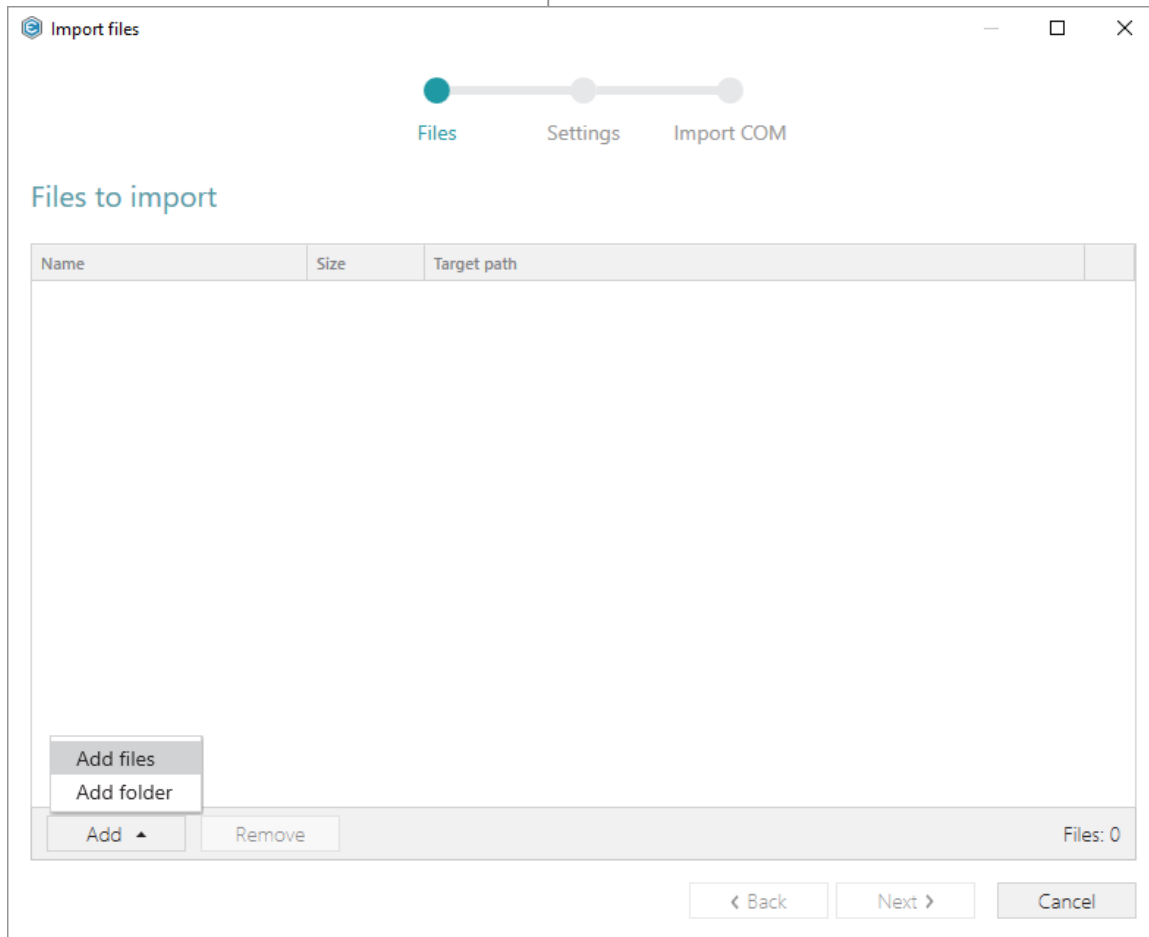 Import files
Files Settings Import COM
Files to import
Name Size Target path
Add files
Add folder
Add Remove Files: 0
Back Next Cancel